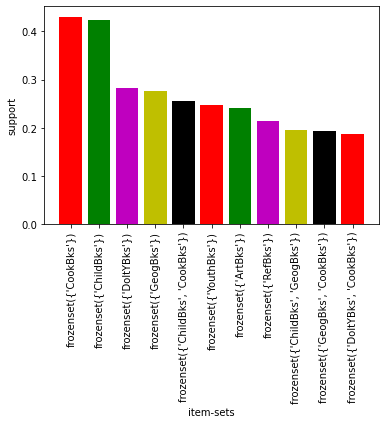 0.4
0.3
0.2
0.1
0.0
support
frozenset({'CookBks'})
frozenset({'ChildBks'})
frozenset({'DoItYBks'})
frozenset({'GeogBks'})
frozenset({'ChildBks', 'CookBks'})
frozenset({'YouthBks'})
frozenset({'ArtBks'})
frozenset({'RefBks'})
frozenset({'ChildBks', 'GeogBks'})
frozenset({'GeogBks', 'CookBks'})
frozenset({'DoItYBks', 'CookBks'})
item-sets